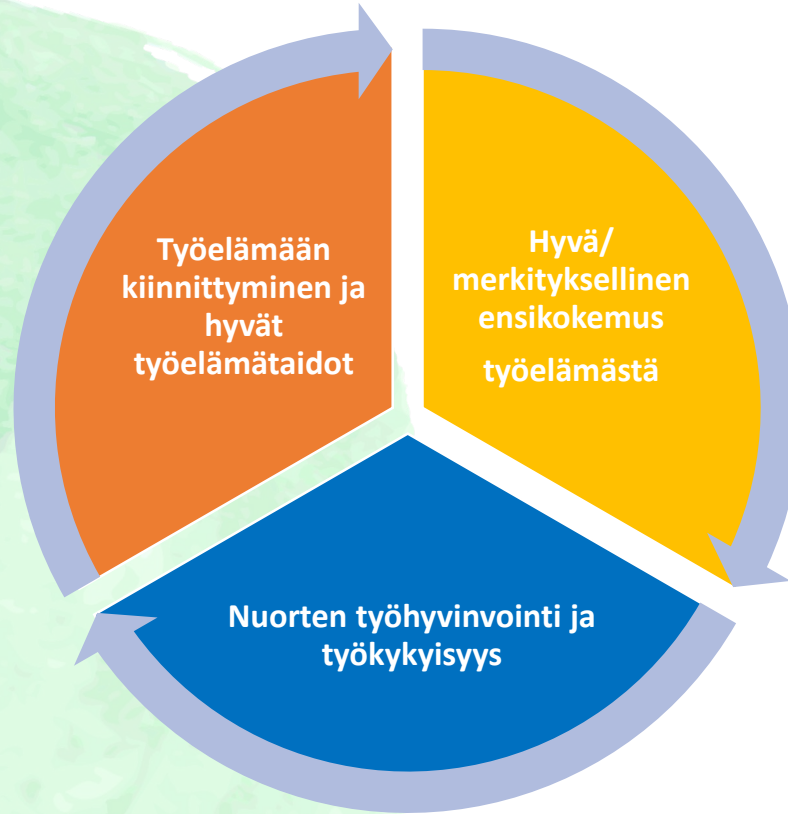 Hyvä/
merkityksellinen
ensikokemus
työelämästä
Nuorten työhyvinvointi ja
työkykyisyys
Työelämään
kiinnittyminen ja
hyvät
työelämätaidot